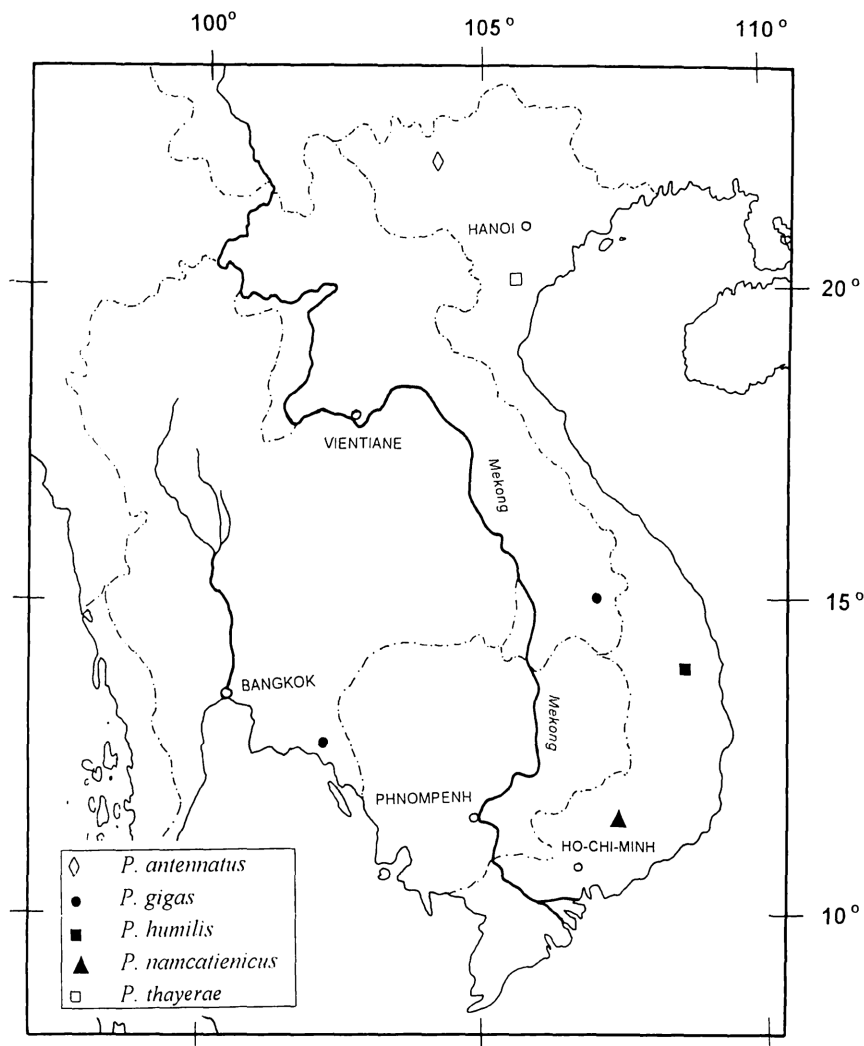 100° 105° 110°
HANOI
20°
VIENTIANE
Mekong
15°
BANGKOK
Mekong
PHNOMPENH
HO-CHI-MINH
10°
P. antennatus
P. gigas
P. humilis
P. namcatienicus
P. thayerae